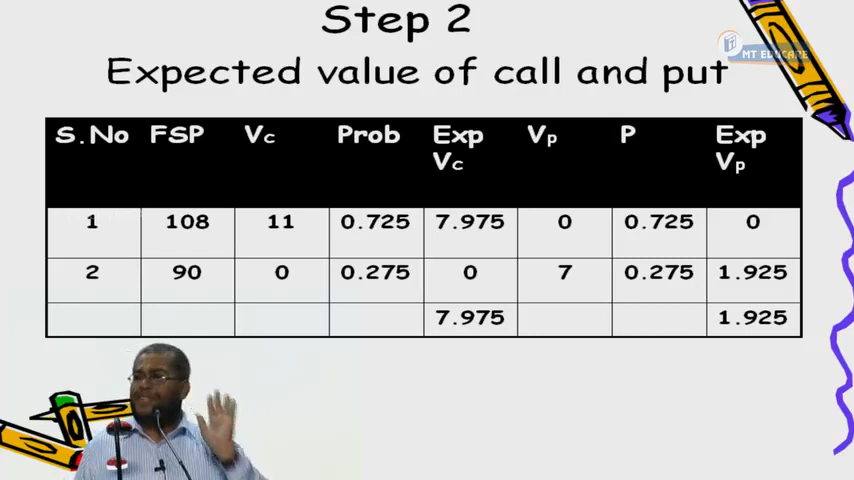 Step 2
MT EDUCARE
Expected value of call and put
S.No FSP Vc Prob Exp Vc Vp P Exp Vp
1 108 11 0.725 7.975 0 0.725 0
2 90 0 0.275 0 7 0.275 1.925
7.975 1.925